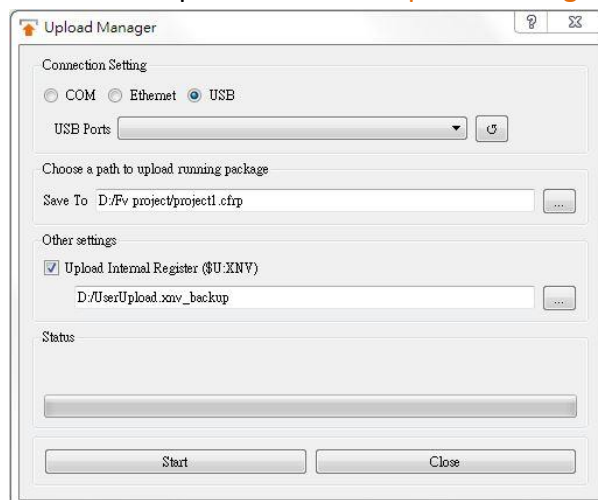 Upload Manager
Connection Setting
COM Ethernet USB
USB Ports
Choose a path to upload running package
Save To D:/Fv project/project1.cfrp ...
Other settings
Upload Internal Register ($U:XNV)
D:/UserUpload.xnv_backup ...
Status
Start Close